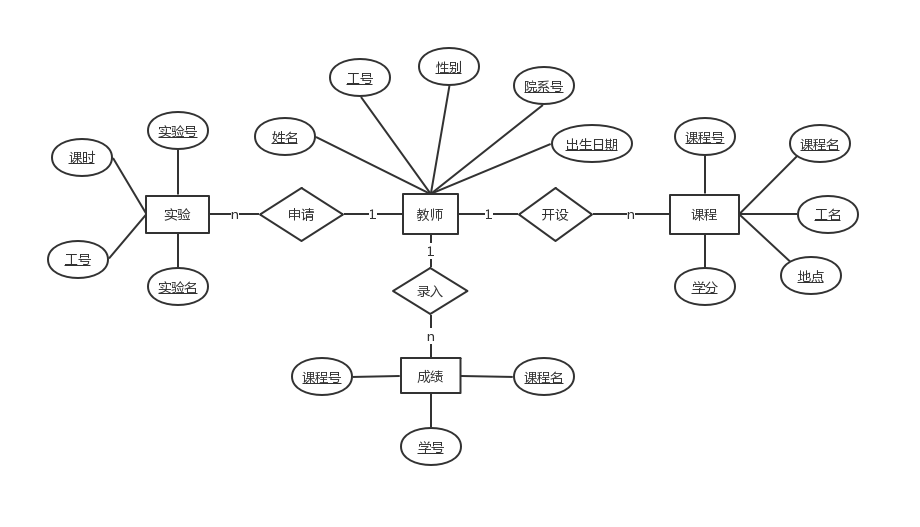 性别
工号
院系号
实验号
姓名
课程号
出生日期
课程名
课时
实验
n
申请
1
教师
1
开设
n
课程
工名
1
工号
实验名
录入
学分
地点
n
课程号
成绩
课程名
学号